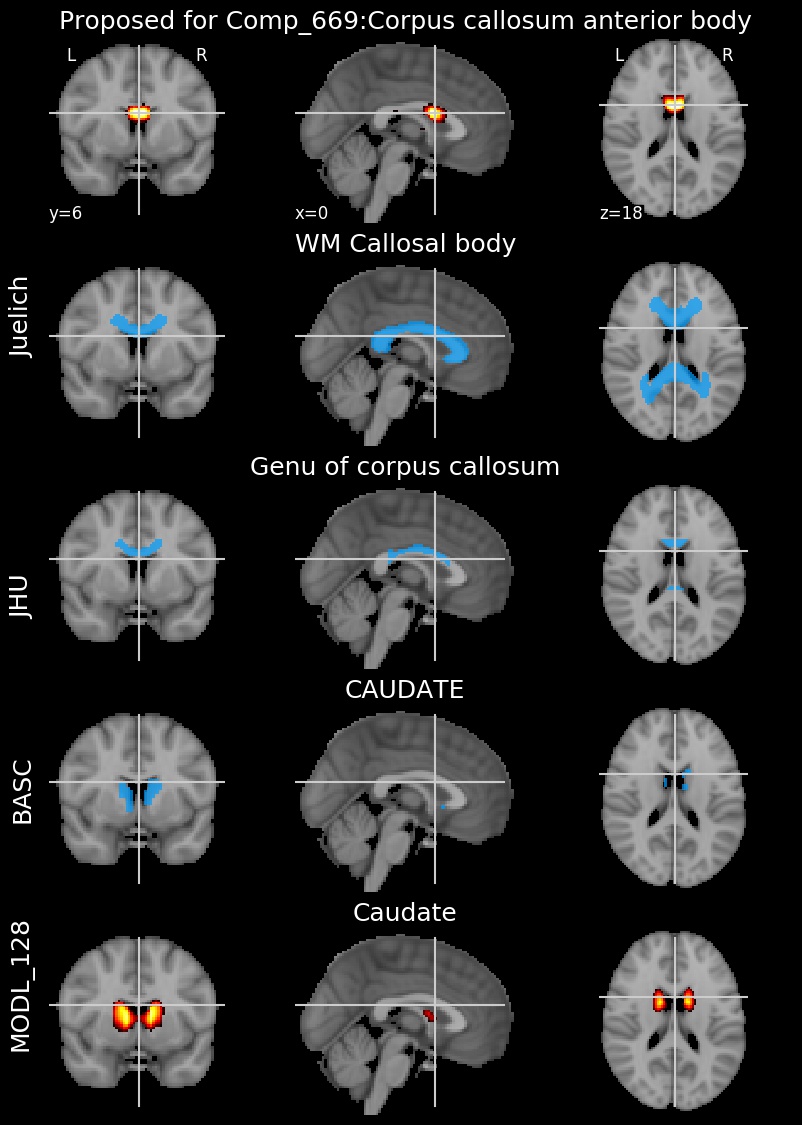 Proposed for Comp_669:Corpus callosum anterior body
L R L R
y=6 x=0 z=18
WM Callosal body
Juelich
Genu of corpus callosum
JHU
CAUDATE
BASC
Caudate
MODL_128